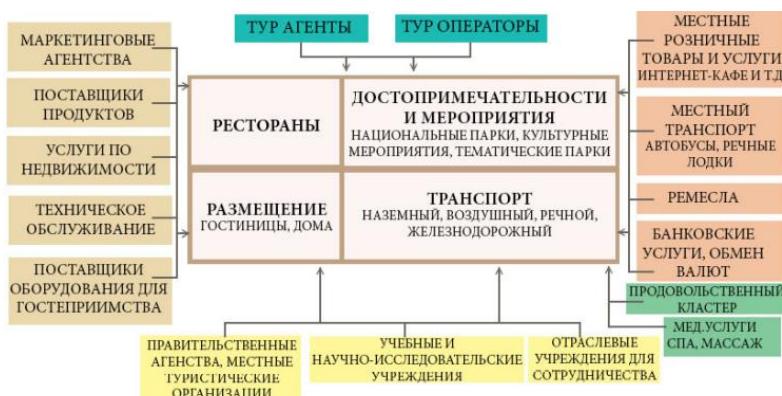 ТУР АГЕНТЫ
ТУР ОПЕРАТОРЫ
МАРКЕТИНГОВЫЕ
АГЕНТСТВА
ПОСТАВЩИКИ
ПРОДУКТОВ
УСЛУГИ ПО
НЕДВИЖИМОСТИ
ТЕХНИЧЕСКОЕ
ОБСЛУЖИВАНИЕ
ПОСТАВЩИКИ
ОБОРУДОВАНИЯ ДЛЯ
ГОСТЕПРИИМСТВА
РЕСТОРАНЫ
ДОСТОПРИМЕЧАТЕЛЬНОСТИ
И МЕРОПРИЯТИЯ
НАЦИОНАЛЬНЫЕ ПАРКИ, КУЛЬТУРНЫЕ
МЕРОПРИЯТИЯ, ТЕМАТИЧЕСКИЕ ПАРКИ
РАЗМЕЩЕНИЕ
ГОСТИНИЦЫ, ДОМА
ТРАНСПОРТ
НАЗЕМНЫЙ, ВОЗДУШНЫЙ, РЕЧНОЙ,
ЖЕЛЕЗНОДОРОЖНЫЙ
МЕСТНЫЕ
РОЗНИЧНЫЕ
ТОВАРЫ И УСЛУГИ
ИНТЕРНЕТ-КАФЕ И Т.Д
МЕСТНЫЙ
ТРАНСПОРТ
АВТОБУСЫ, РЕЧНЫЕ
ЛОДКИ
РЕМЕСЛА
БАНКОВСКИЕ
УСЛУГИ, ОБМЕН
ВАЛЮТ
ПРОДОВОЛЬСТВЕННЫЙ
КЛАСТЕР
МЕД.УСЛУГИ
СПА, МАССАЖ
ПРАВИТЕЛЬСТВЕННЫЕ
АГЕНСТВА, МЕСТНЫЕ
ТУРИСТИЧЕСКИЕ
ОРГАНИЗАЦИИ
УЧЕБНЫЕ И
НАУЧНО-ИССЛЕДОВАТЕЛЬСКИЕ
УЧРЕЖДЕНИЯ
ОТРАСЛЕВЫЕ
УЧРЕЖДЕНИЯ ДЛЯ
СОТРУДНИЧЕСТВА